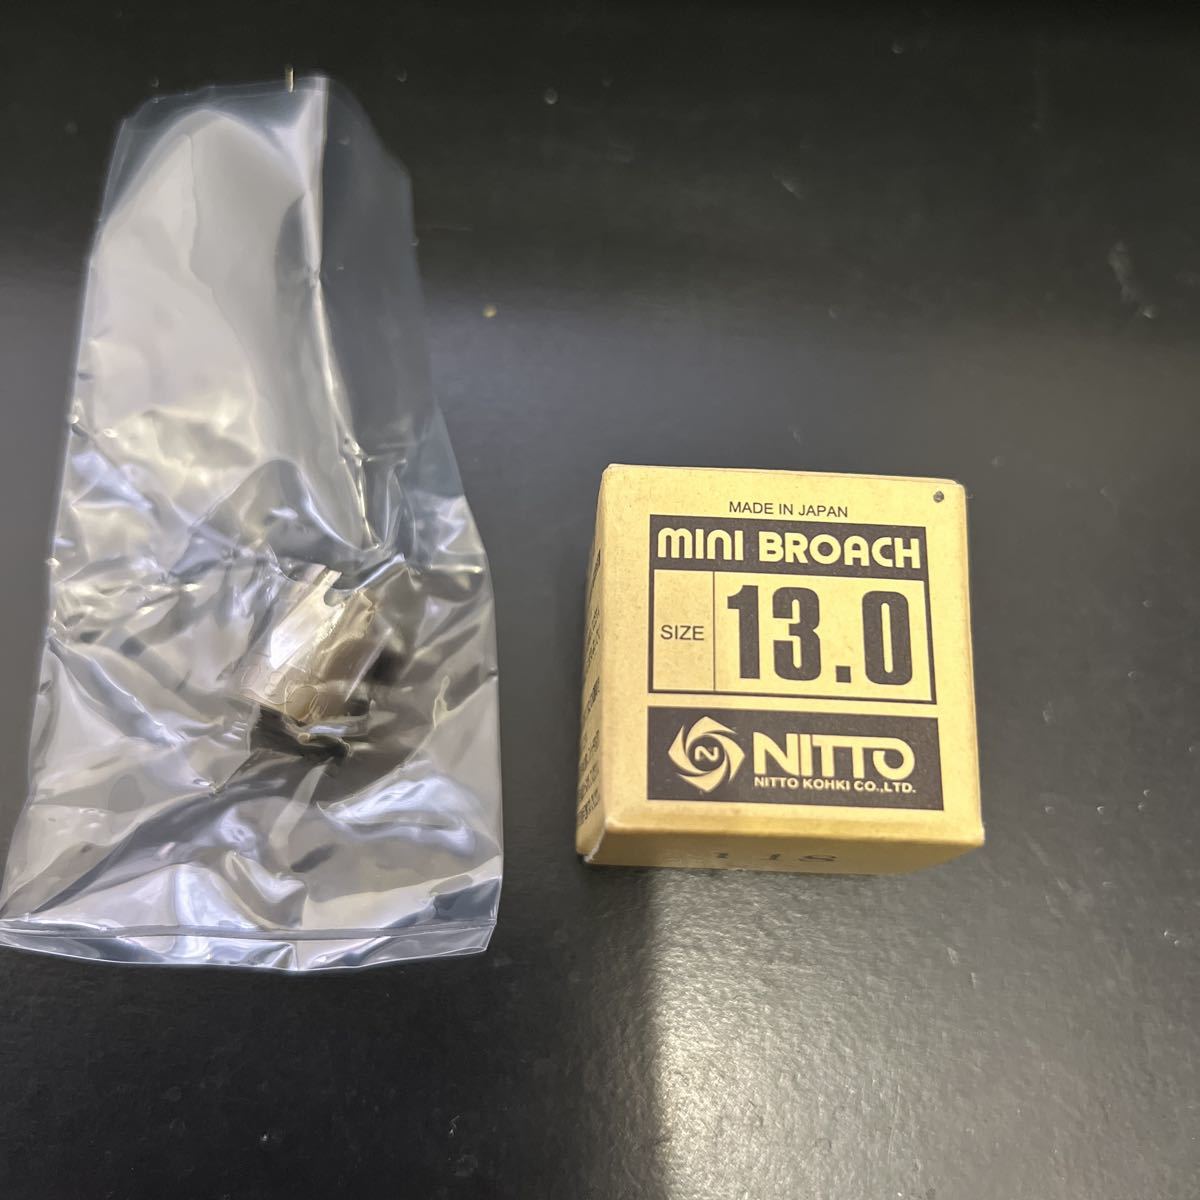 MADE IN JAPAN
MINI BROACH
SIZE
13.0
N
NITTO
NITTO KOHKI CO.,LTD.